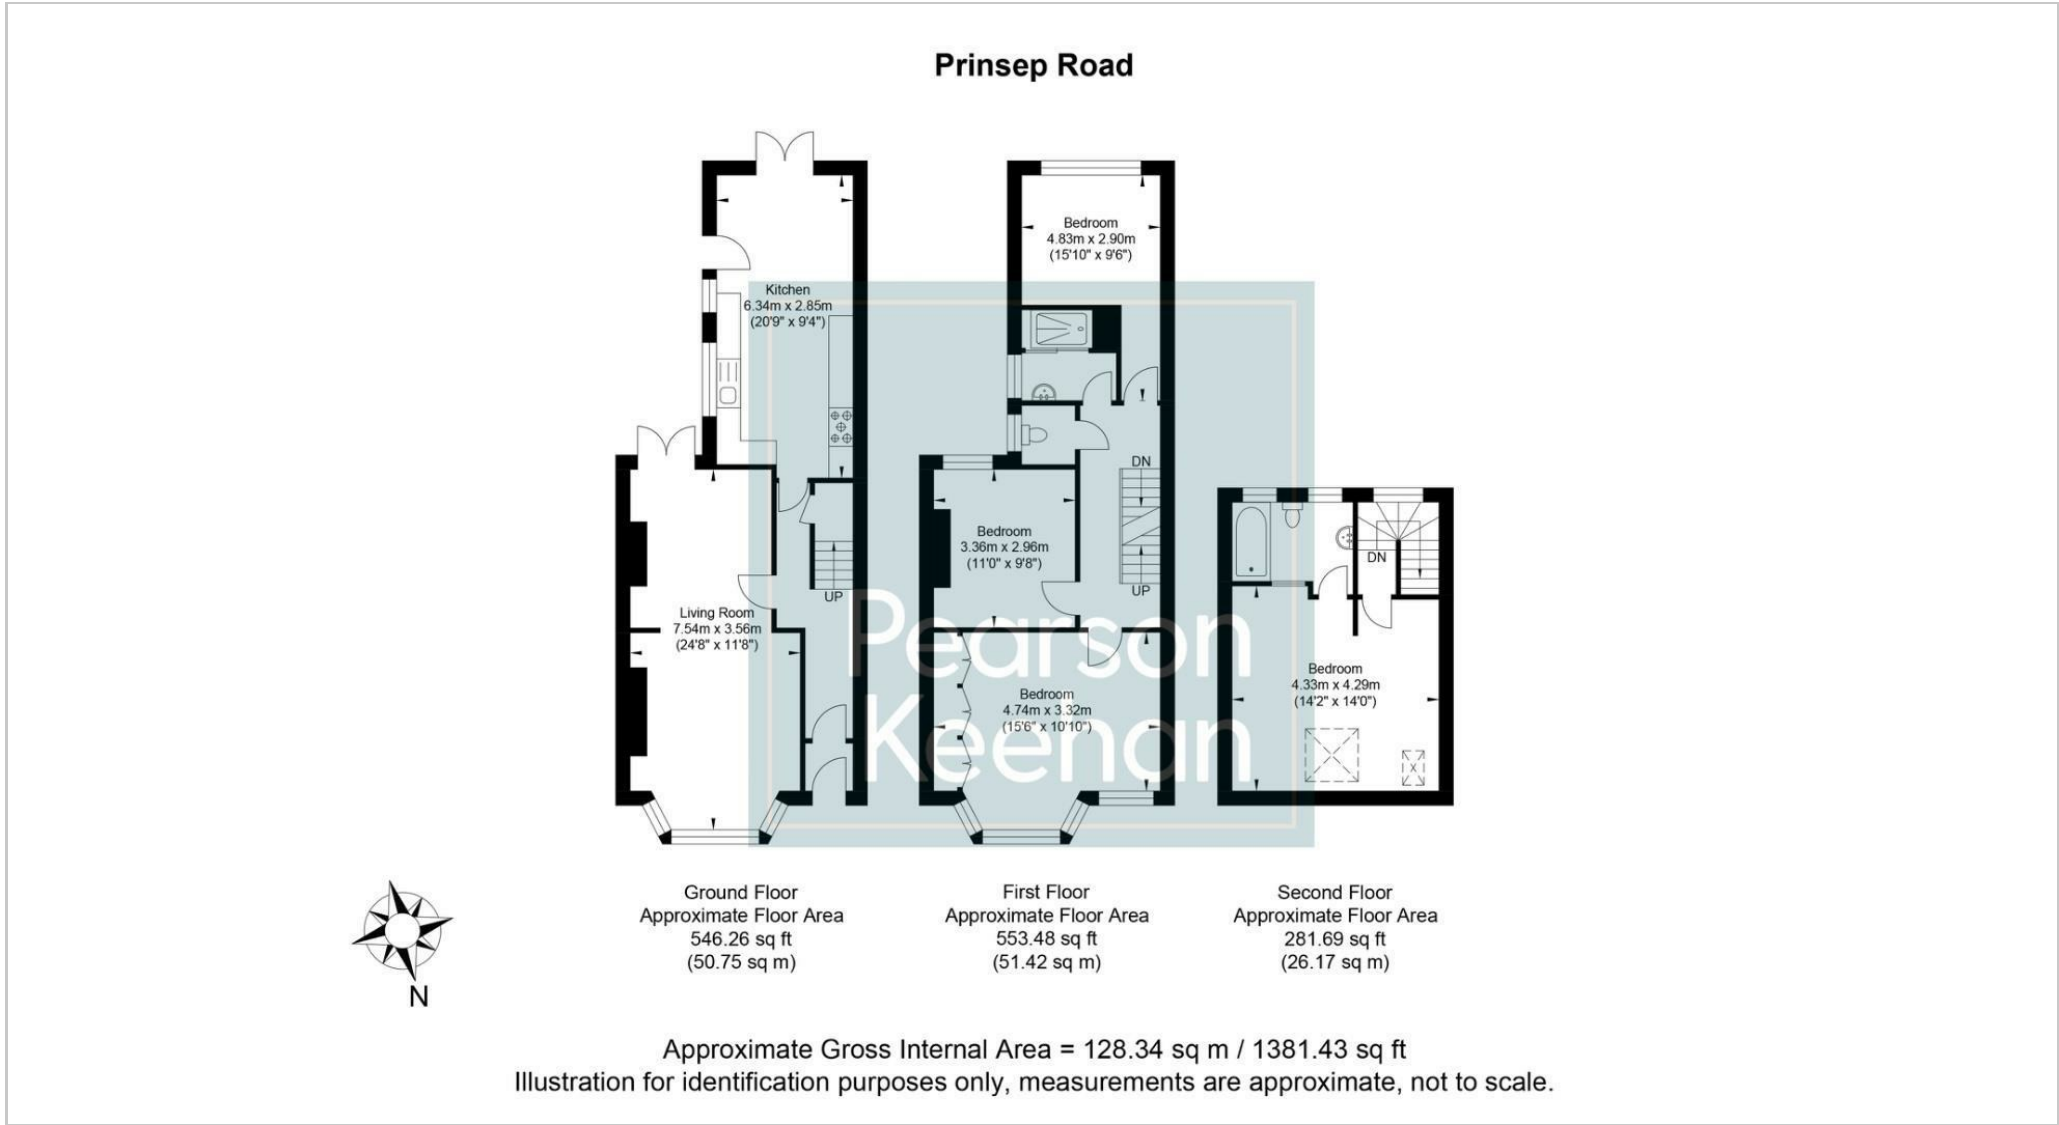 Prinsep Road
Kitchen
6.34m x 2.85m
(20'9" x 9'4")
Living Room
7.54m x 3.56m
(24'8" x 11'8")
UP
Bedroom
4.83m x 2.90m
(15'10" x 9'6")
DN
Bedroom
3.36m x 2.96m
(11'0" x 9'8")
UP
Bedroom
4.74m x 3.32m
(15'6" x 10'10")
DN
Bedroom
4.33m x 4.29m
(14'2" x 14'0")
Pearson
Keehan
Ground Floor
Approximate Floor Area
546.26 sq ft
(50.75 sq m)
First Floor
Approximate Floor Area
553.48 sq ft
(51.42 sq m)
Second Floor
Approximate Floor Area
281.69 sq ft
(26.17 sq m)
N
Approximate Gross Internal Area = 128.34 sq m / 1381.43 sq ft
Illustration for identification purposes only, measurements are approximate, not to scale.